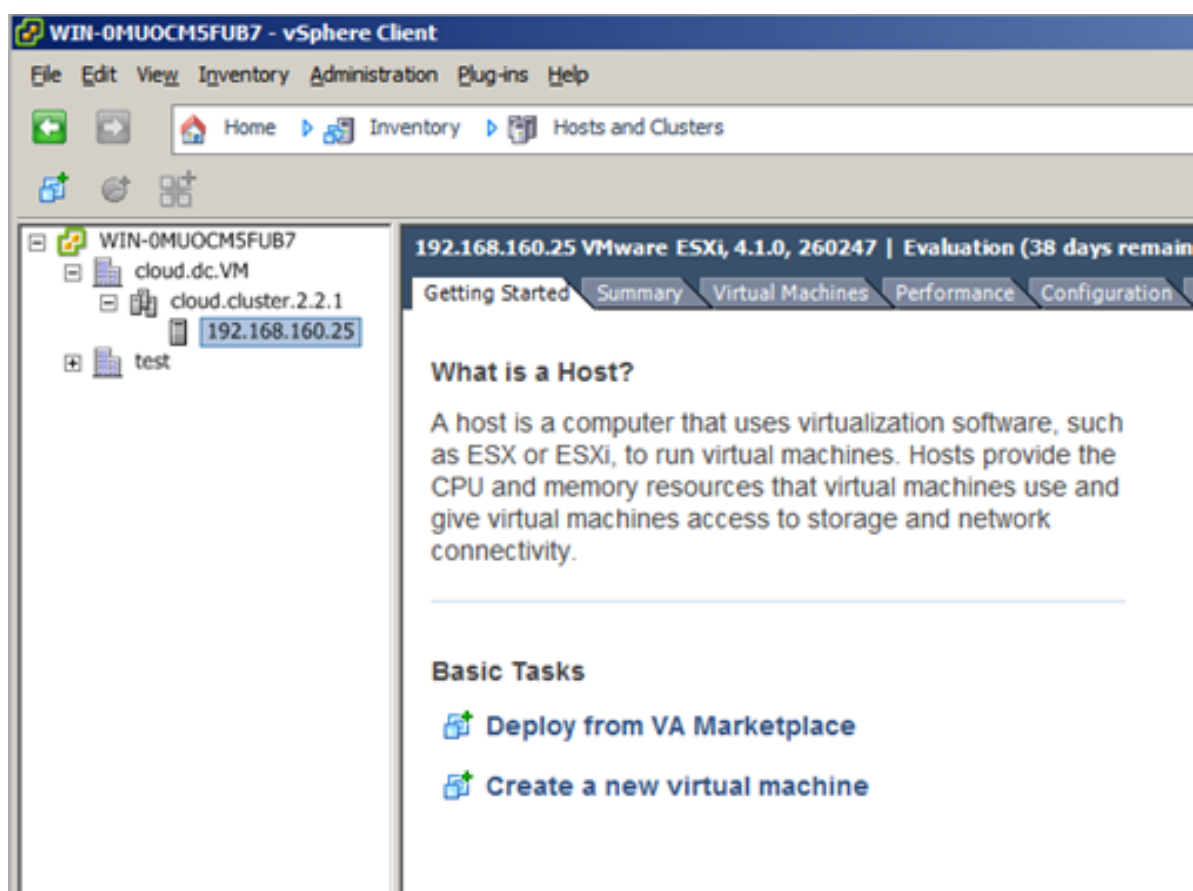 WIN-0MUOCM5FUB7 - vSphere Client
File Edit View Inventory Administration Plug-ins Help
Home Inventory Hosts and Clusters
WIN-0MUOCM5FUB7
cloud.dc.VM
cloud.cluster.2.2.1
192.168.160.25
test
192.168.160.25 VMware ESXi, 4.1.0, 260247 | Evaluation (38 days remain
Getting Started Summary Virtual Machines Performance Configuration
What is a Host?
A host is a computer that uses virtualization software, such
as ESX or ESXi, to run virtual machines. Hosts provide the
CPU and memory resources that virtual machines use and
give virtual machines access to storage and network
connectivity.
Basic Tasks
Deploy from VA Marketplace
Create a new virtual machine